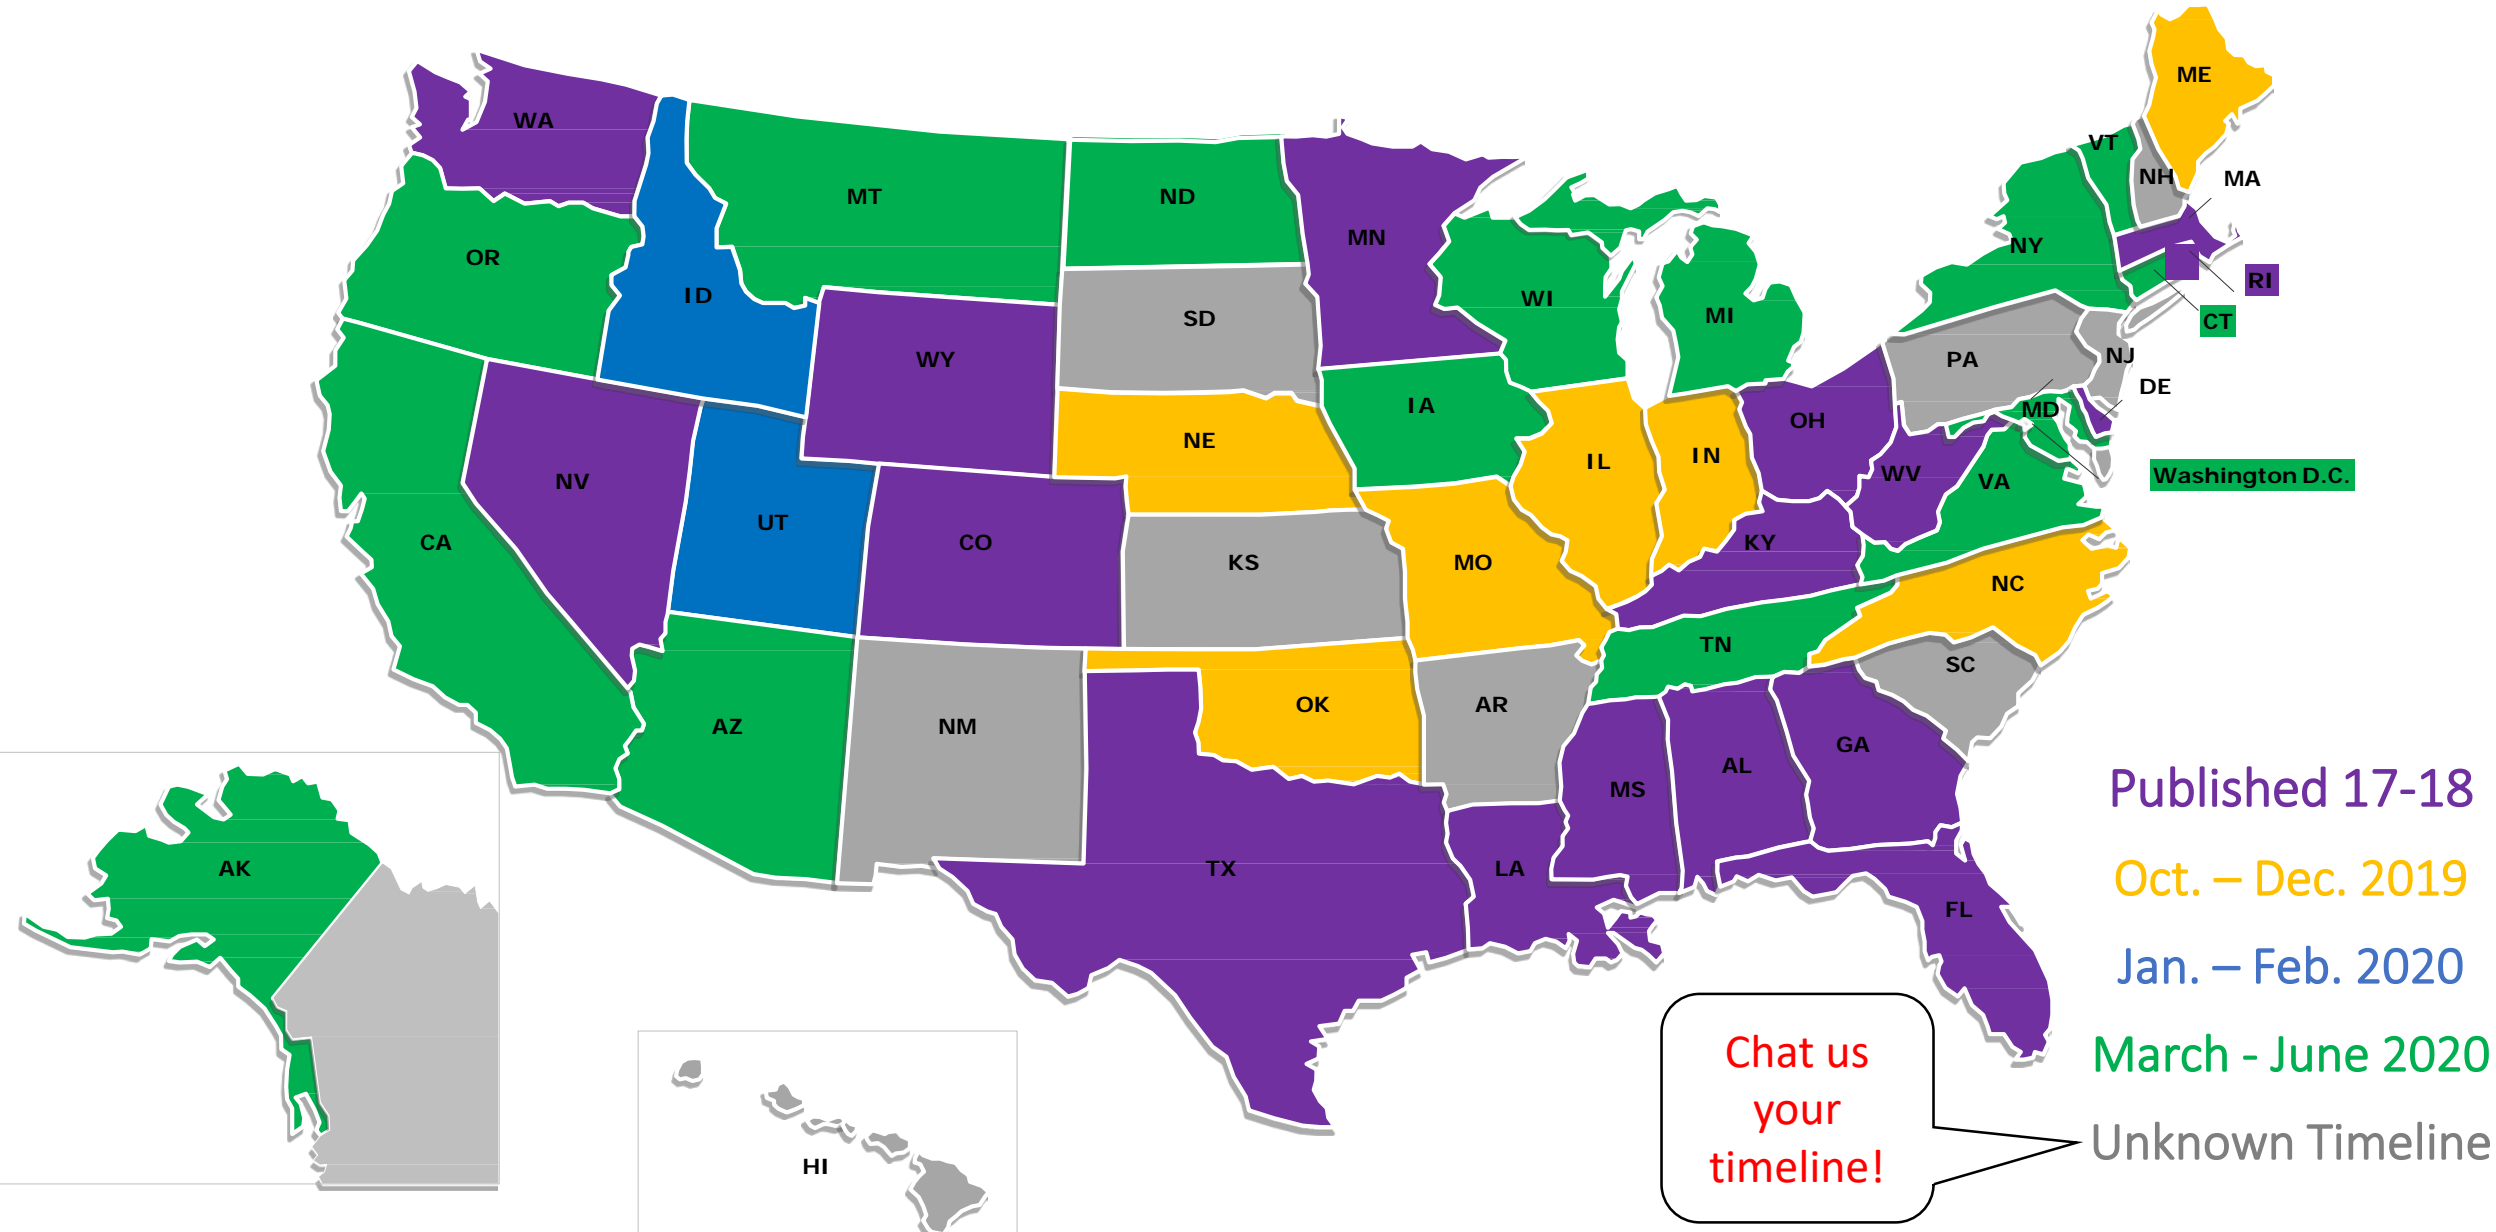 ME
WA
VT
NH
MA
MT
ND
MN
NY
OR
RI
ID
WI
SD
MI
CT
WY
PA
NJ
DE
IA
MD
OH
NE
IL
IN
WV
Washington D.C.
NV
VA
UT
CA
CO
KS
MO
KY
NC
TN
SC
AZ
NM
OK
AR
GA
AL
MS
Published 17-18
AK
TX
LA
Oct. – Dec. 2019
FL
Jan. – Feb. 2020
March - June 2020
Chat us
your
timeline!
Unknown Timeline
HI